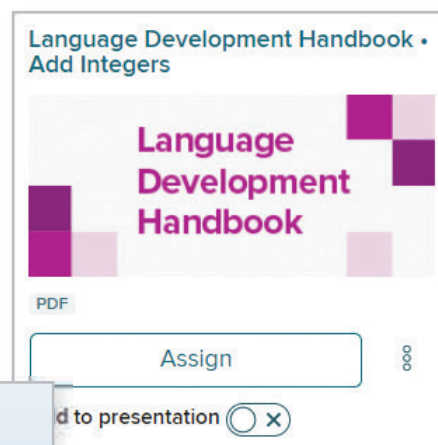 Language Development Handbook •
Add Integers
Language
Development
Handbook
PDF
Assign
d to presentation